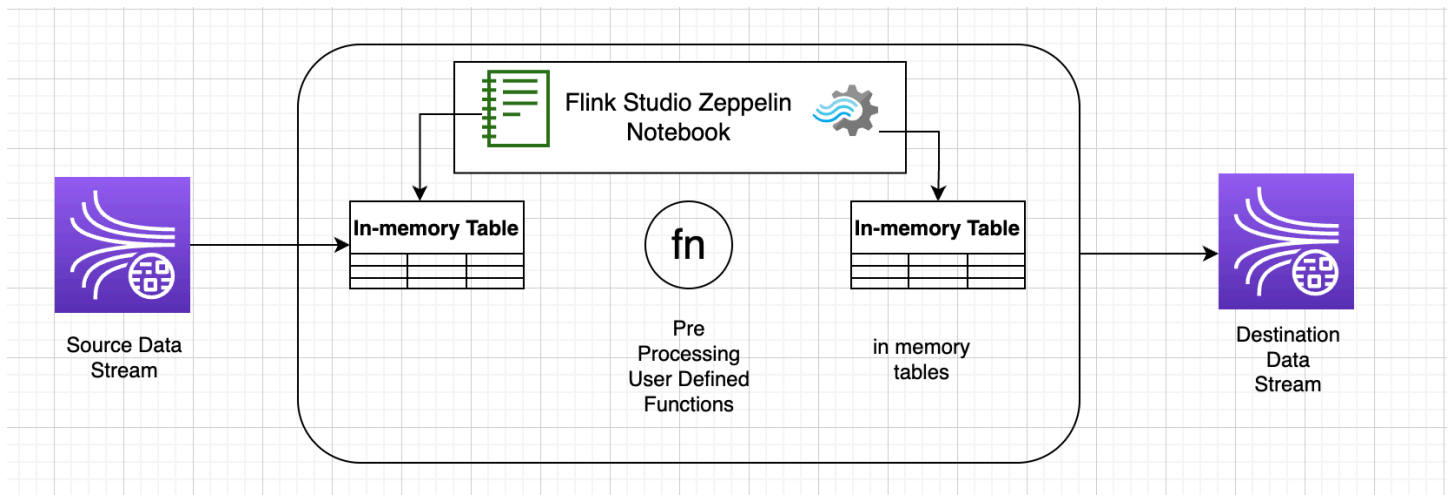 Flink Studio Zeppelin
Notebook
In-memory Table
fn
In-memory Table
Source Data
Stream
Pre
Processing
User Defined
Functions
in memory
tables
Destination
Data
Stream